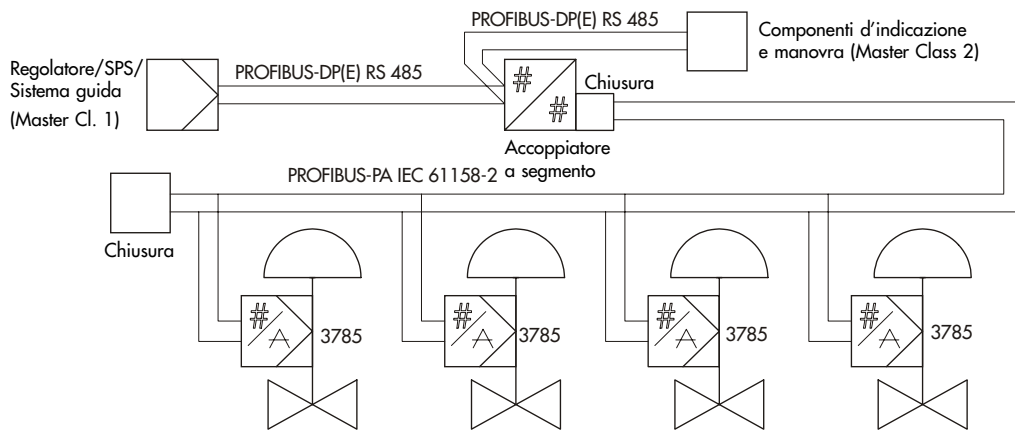 PROFIBUS-DP(E) RS 485
Componenti d'indicazione
e manovra (Master Class 2)
Regolatore/SPS/
Sistema guida
(Master Cl. 1)
PROFIBUS-DP(E) RS 485
#
#
Chiusura
Accoppiatore
a segmento
PROFIBUS-PA IEC 61158-2
Chiusura
#
A
3785
#
A
3785
#
A
3785
#
A
3785